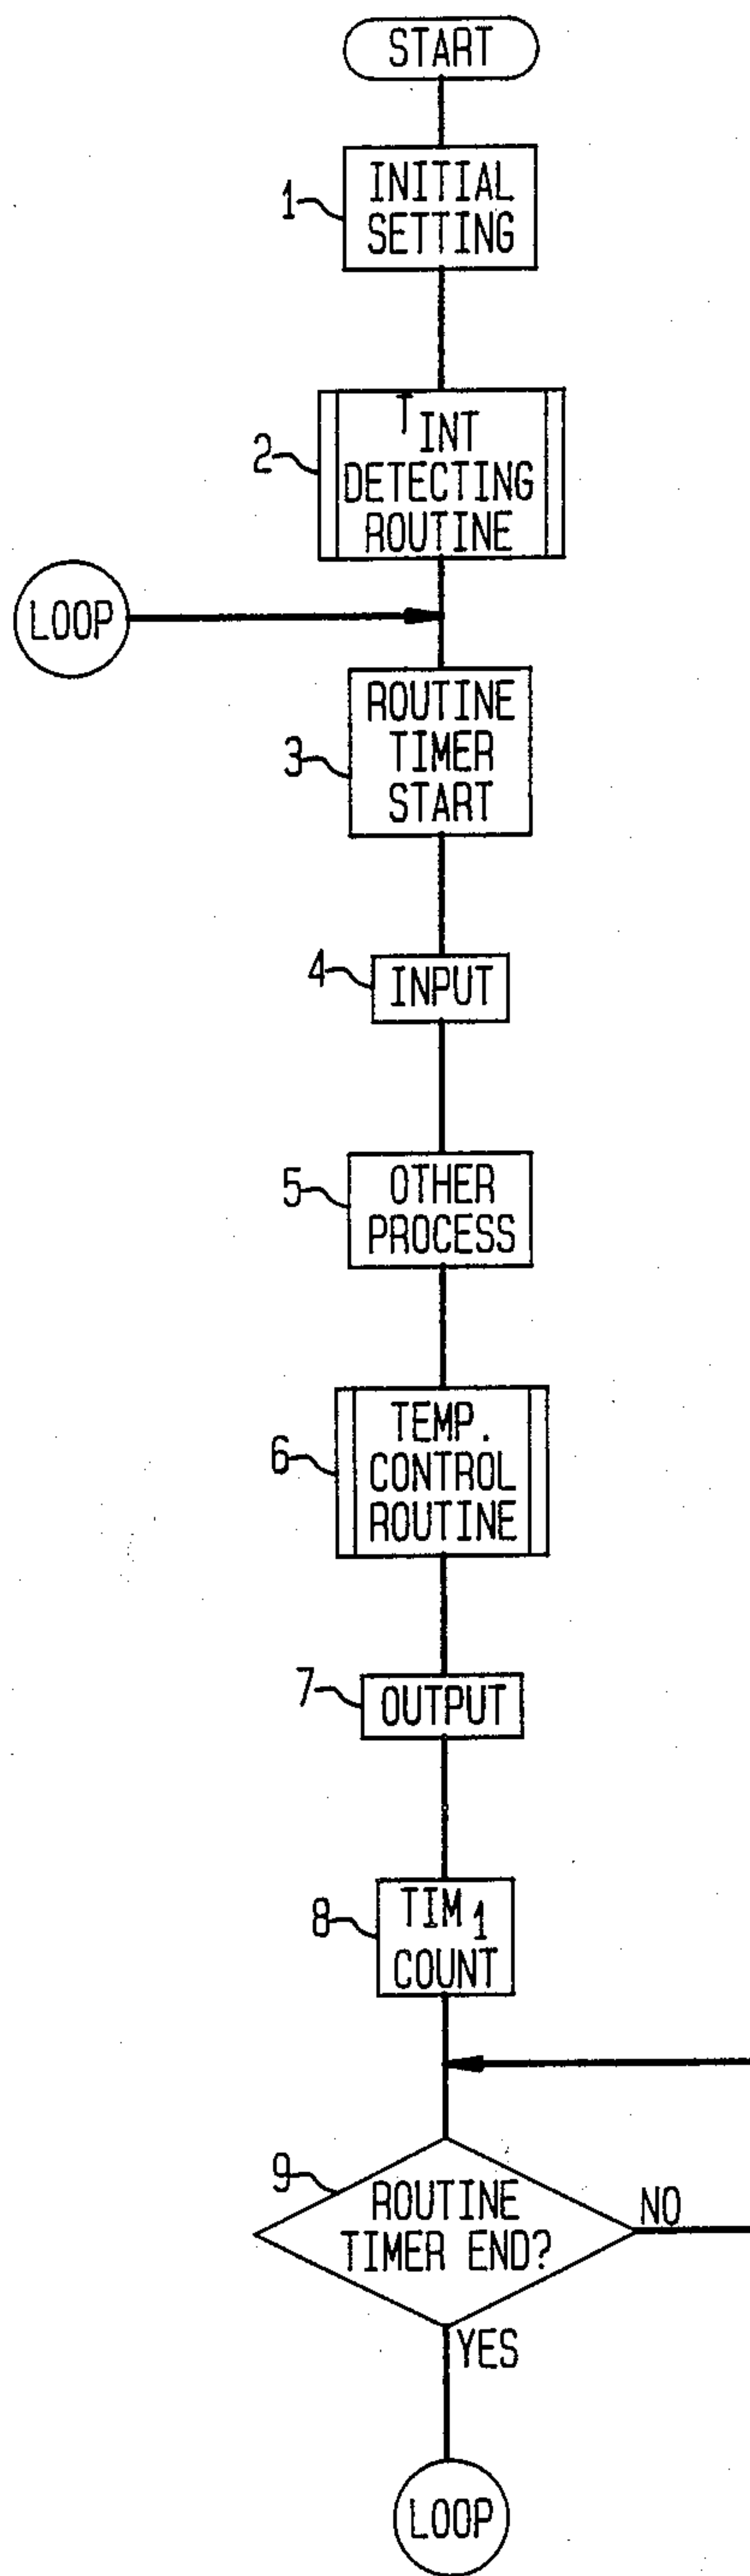 START
1
INITIAL
SETTING
2
↑ INT
DETECTING
ROUTINE
LOOP
3
ROUTINE
TIMER
START
4
INPUT
5
OTHER
PROCESS
6
TEMP.
CONTROL
ROUTINE
7
OUTPUT
8
TIM 1
COUNT
9
ROUTINE
TIMER END?
NO
YES
LOOP